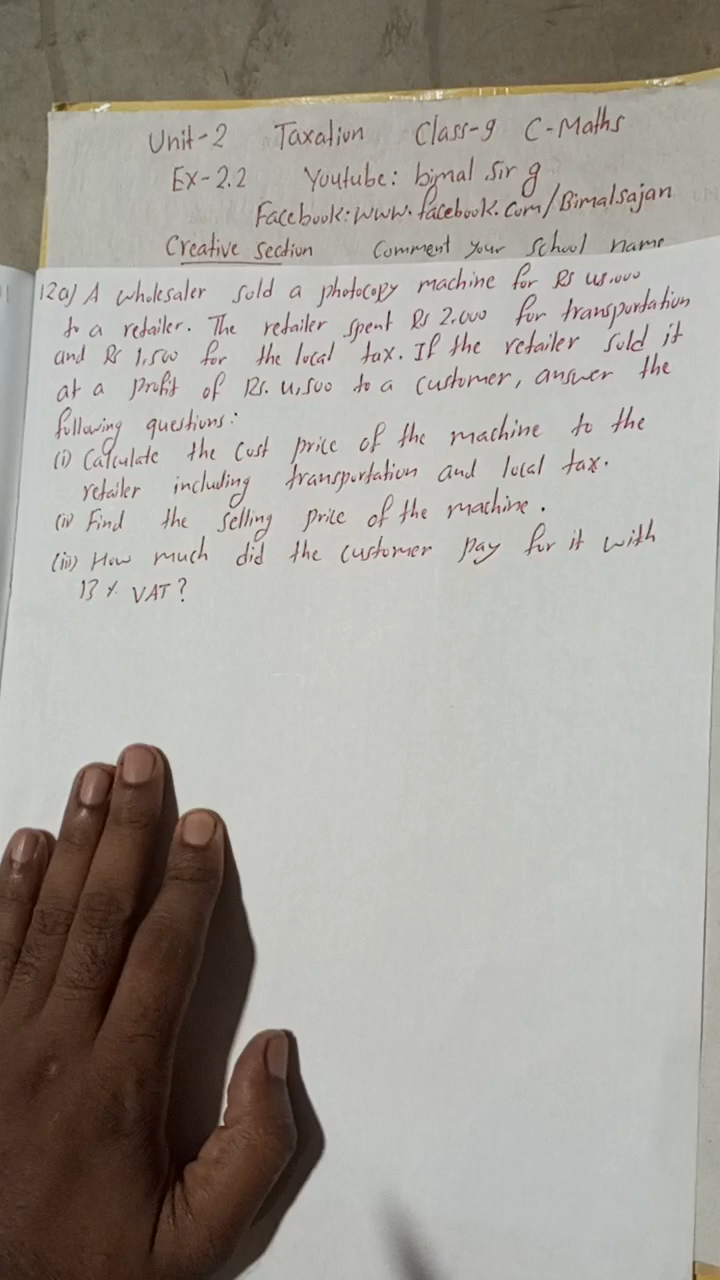 Unit-2 Taxation Class-9 C-Maths
Ex-2.2 Youtube: bimal sir g
Facebook: www.facebook.com/Bimalsajan
Creative section Comment your school name
12a) A wholesaler sold a photocopy machine for Rs
to a retailer. The retailer spent Rs 2.000 for transportation
and Rs 1,500 for the local tax. If the retailer sold it
at a profit of Rs. 4,500 to a customer, answer the
following questions:
(i) Calculate the cost price of the machine to the
retailer including transportation and local tax.
(ii) Find the selling price of the machine.
(iii) How much did the customer pay for it with
13 % VAT?